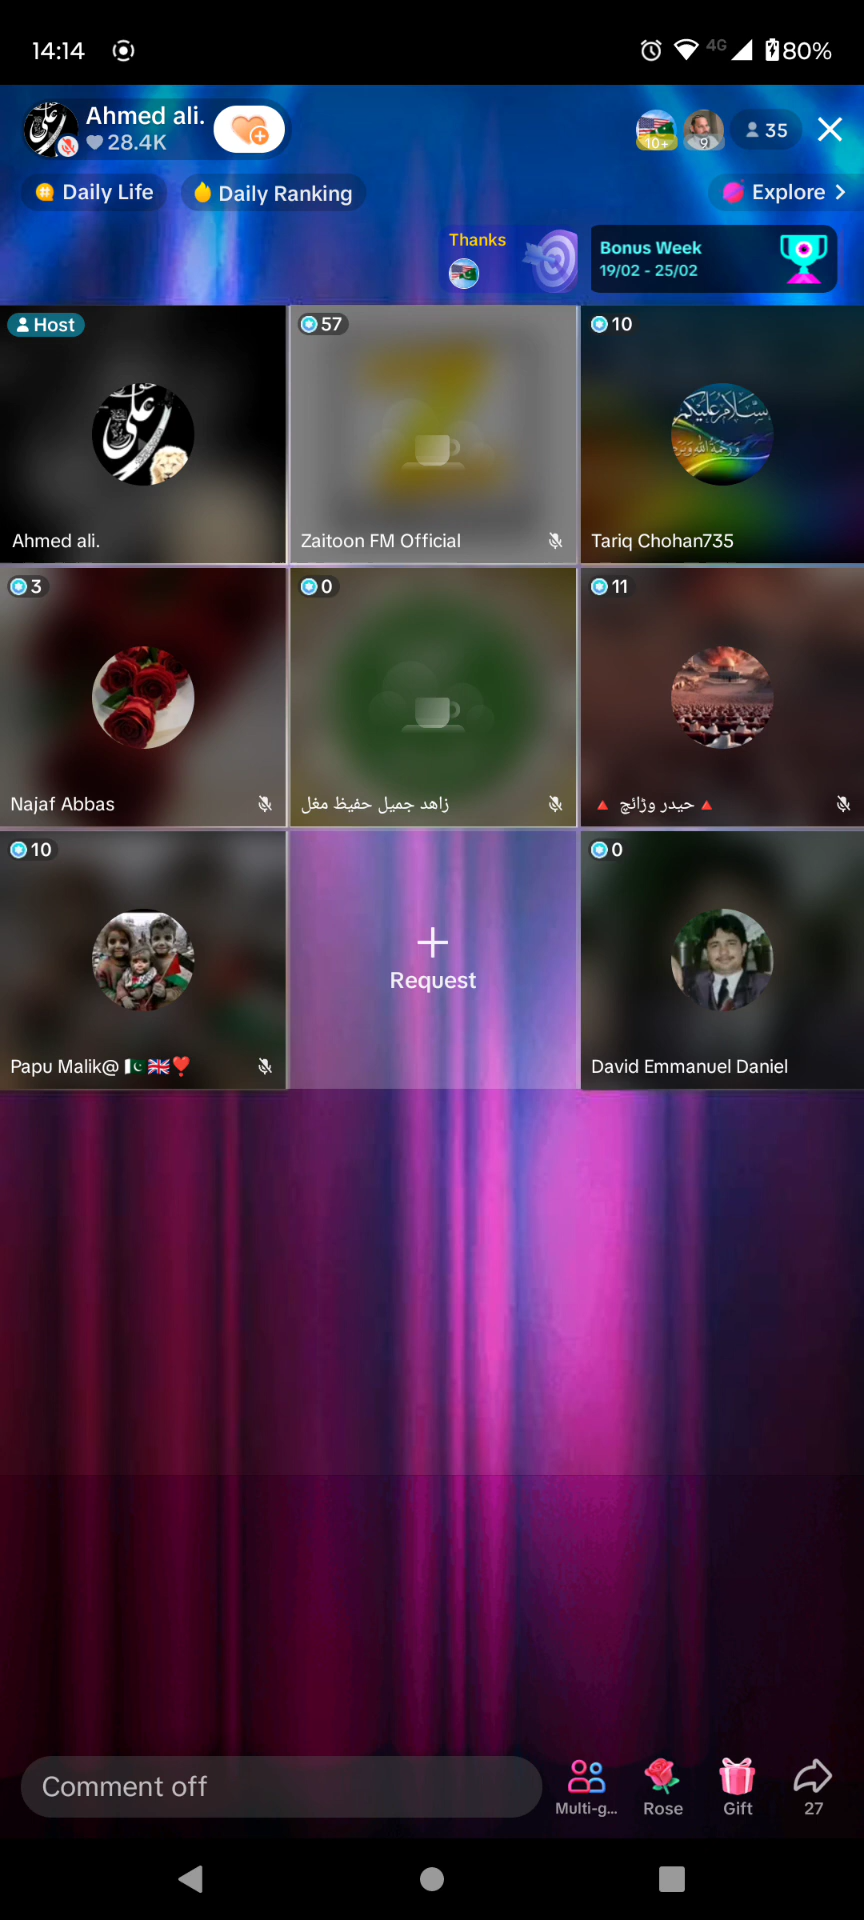 14:14
4G
80%
Ahmed ali.
28.4K
10+
9
35
Daily Life
Daily Ranking
Explore
Thanks
Bonus Week
19/02 - 25/02
Host
57
10
Ahmed ali.
Zaitoon FM Official
Tariq Chohan735
3
0
11
Najaf Abbas
زاھد جمیل حفیظ مغل
🔺 حیدر وڑائچ 🔺
10
0
Request
Papu Malik@ 🇵🇰🇬🇧❣️
David Emmanuel Daniel
Comment off
Multi-g...
Rose
Gift
27